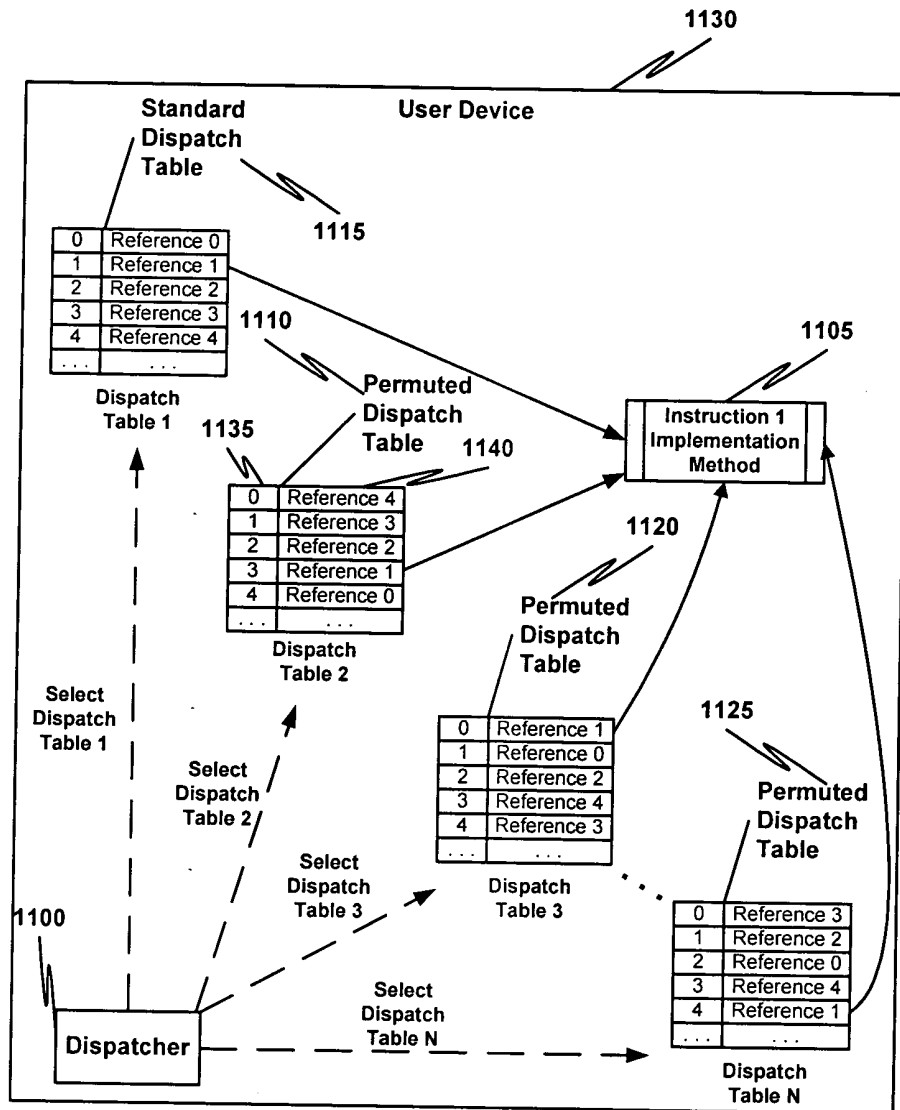 1130
User Device
Standard
Dispatch
Table
1115
0 Reference 0
1 Reference 1
2 Reference 2
3 Reference 3
4 Reference 4
... ...
Dispatch
Table 1
1110
Permuted
Dispatch
Table
1135
1140
0 Reference 4
1 Reference 3
2 Reference 2
3 Reference 1
4 Reference 0
... ...
Dispatch
Table 2
1105
Instruction 1
Implementation
Method
1120
Permuted
Dispatch
Table
0 Reference 1
1 Reference 0
2 Reference 2
3 Reference 4
4 Reference 3
... ...
Dispatch
Table 3
1125
Permuted
Dispatch
Table
0 Reference 3
1 Reference 2
2 Reference 0
3 Reference 4
4 Reference 1
... ...
Dispatch
Table N
Select
Dispatch
Table 1
Select
Dispatch
Table 2
Select
Dispatch
Table 3
Select
Dispatch
Table N
1100
Dispatcher